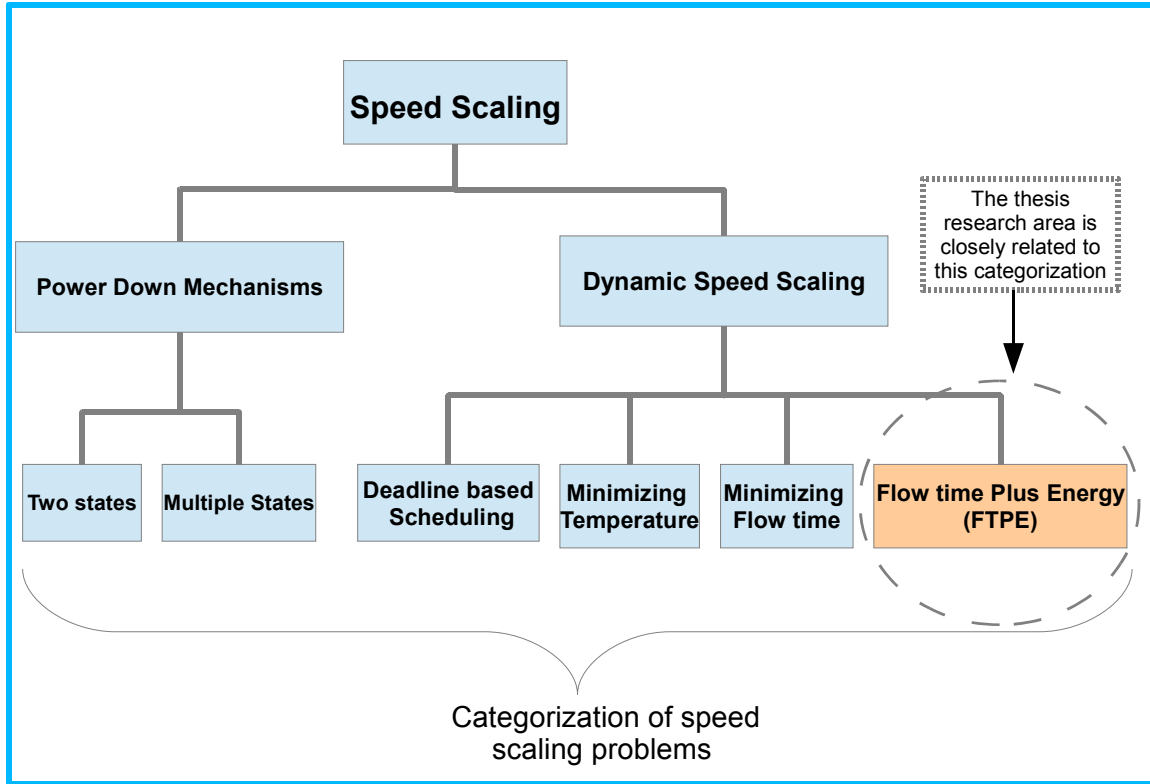 Speed Scaling
The thesis
research area is
closely related to
this categorization
Power Down Mechanisms
Dynamic Speed Scaling
Two states
Multiple States
Deadline based
Scheduling
Minimizing
Temperature
Minimizing
Flow time
Flow time Plus Energy
(FTPE)
Categorization of speed
scaling problems